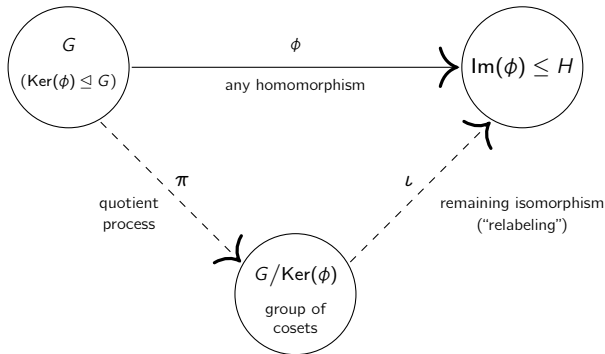 G
(Ker(ϕ) ⊴ G)
ϕ
any homomorphism
Im(ϕ) ≤ H
π
quotient
process
ι
remaining isomorphism
(“relabeling”)
G/Ker(ϕ)
group of
cosets